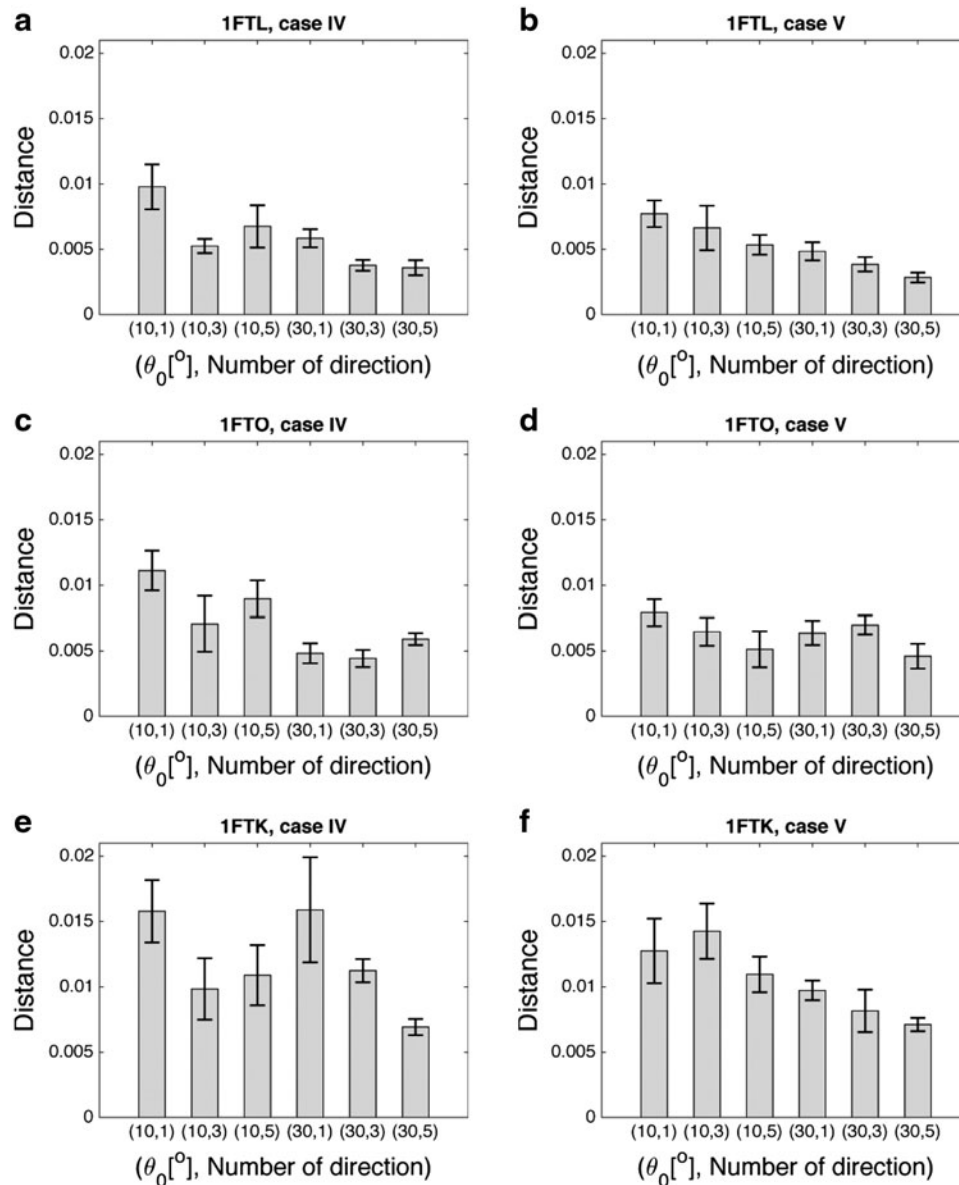 a
1FTL, case IV
0.02
0.015
0.01
0.005
0
Distance
(10,1) (10,3) (10,5) (30,1) (30,3) (30,5)
(θ₀[°], Number of direction)
b
1FTL, case V
0.02
0.015
0.01
0.005
0
Distance
(10,1) (10,3) (10,5) (30,1) (30,3) (30,5)
(θ₀[°], Number of direction)
c
1FTO, case IV
0.02
0.015
0.01
0.005
0
Distance
(10,1) (10,3) (10,5) (30,1) (30,3) (30,5)
(θ₀[°], Number of direction)
d
1FTO, case V
0.02
0.015
0.01
0.005
0
Distance
(10,1) (10,3) (10,5) (30,1) (30,3) (30,5)
(θ₀[°], Number of direction)
e
1FTK, case IV
0.02
0.015
0.01
0.005
0
Distance
(10,1) (10,3) (10,5) (30,1) (30,3) (30,5)
(θ₀[°], Number of direction)
f
1FTK, case V
0.02
0.015
0.01
0.005
0
Distance
(10,1) (10,3) (10,5) (30,1) (30,3) (30,5)
(θ₀[°], Number of direction)